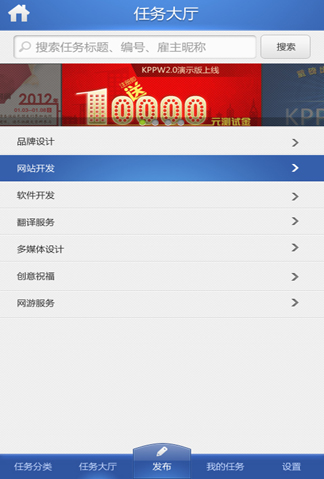 任务大厅
搜索任务标题、编号、雇主昵称
搜索
2012
KPPW2.0演示版上线
送
10000
元测试金
品牌设计
网站开发
软件开发
翻译服务
多媒体设计
创意祝福
网游服务
任务分类
任务大厅
发布
我的任务
设置